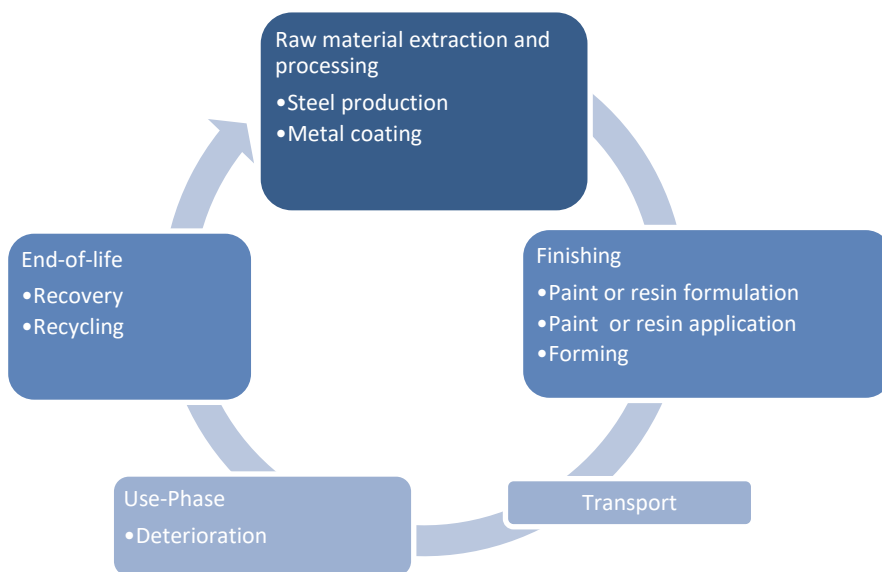 Raw material extraction and
processing
•Steel production
•Metal coating
Finishing
•Paint or resin formulation
•Paint  or resin application
•Forming
Transport
Use-Phase
•Deterioration
End-of-life
•Recovery
•Recycling